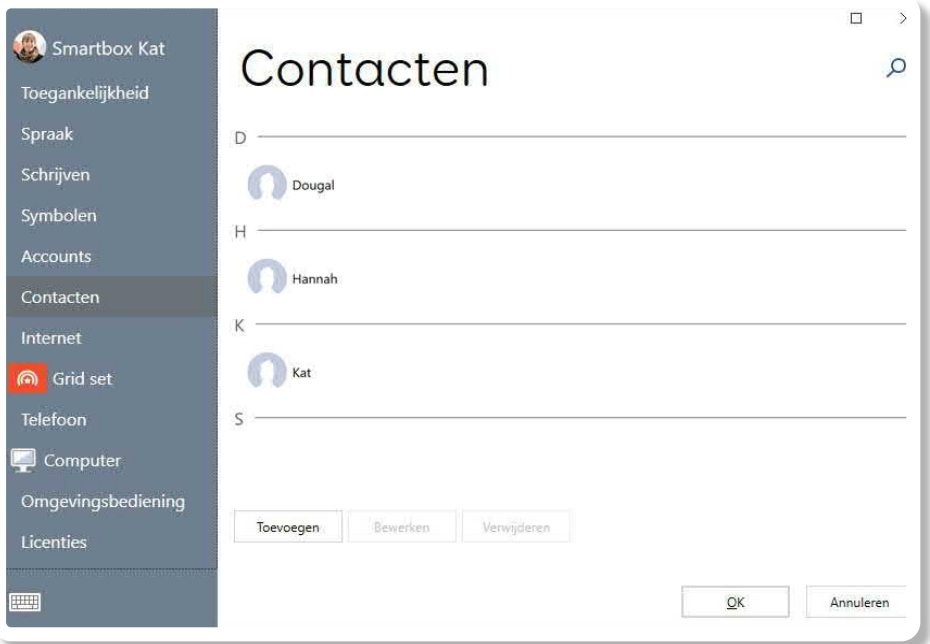 Smartbox Kat
Toegankelijkheid
Spraak
Schrijven
Symbolen
Accounts
Contacten
Internet
Grid set
Telefoon
Computer
Omgevingsbediening
Licenties
Contacten
D
Dougal
H
Hannah
K
Kat
S
Toevoegen Bewerken Verwijderen
OK Annuleren